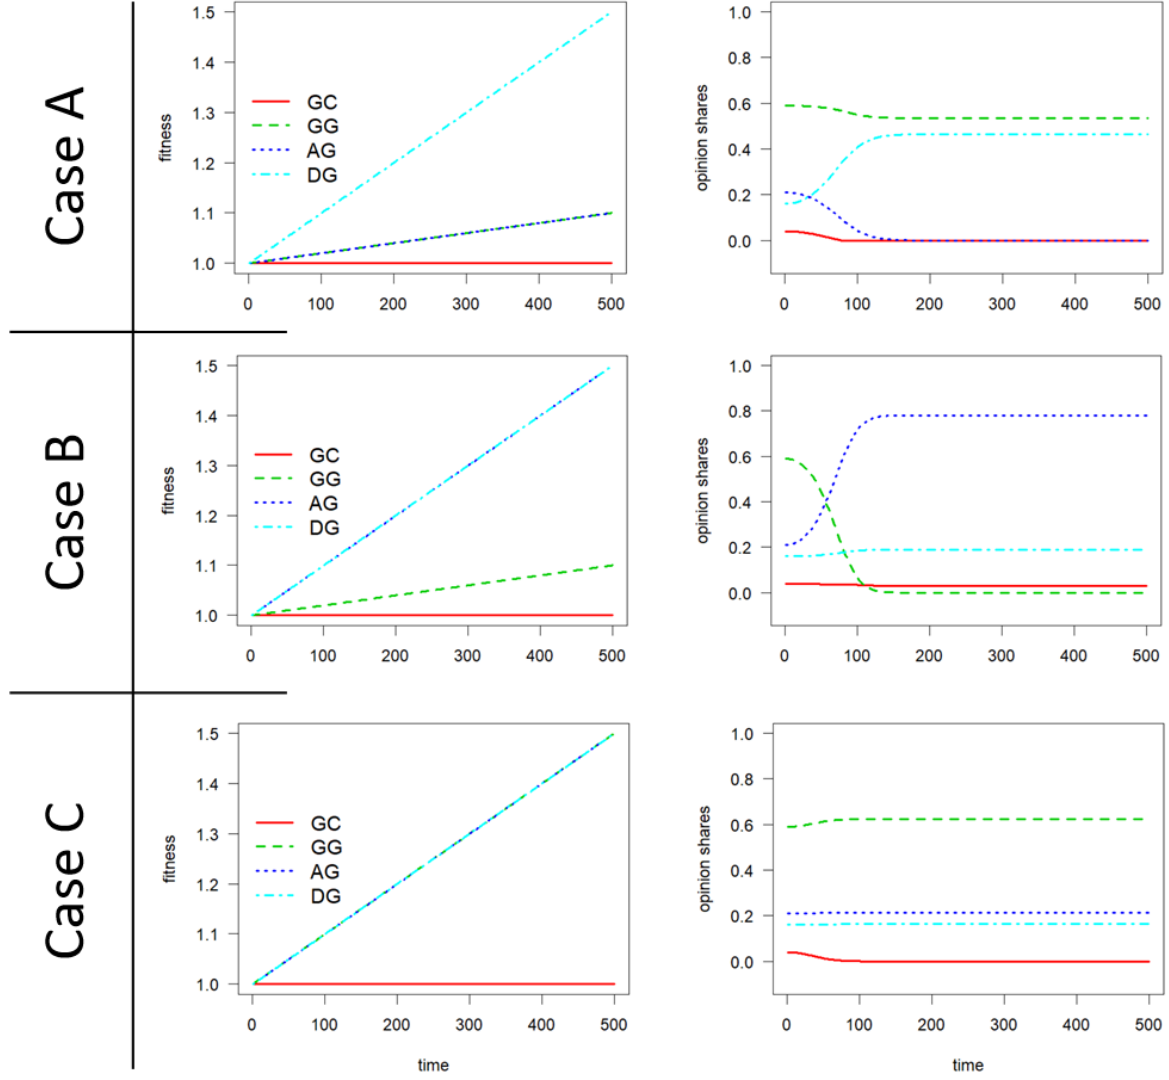 Case A
fitness
1.5
1.4
1.3
1.2
1.1
1.0
GC
GG
AG
DG
0 100 200 300 400 500
opinion shares
1.0
0.8
0.6
0.4
0.2
0.0
0 100 200 300 400 500
Case B
fitness
1.5
1.4
1.3
1.2
1.1
1.0
GC
GG
AG
DG
0 100 200 300 400 500
opinion shares
1.0
0.8
0.6
0.4
0.2
0.0
0 100 200 300 400 500
Case C
fitness
1.5
1.4
1.3
1.2
1.1
1.0
GC
GG
AG
DG
0 100 200 300 400 500
time
opinion shares
1.0
0.8
0.6
0.4
0.2
0.0
0 100 200 300 400 500
time